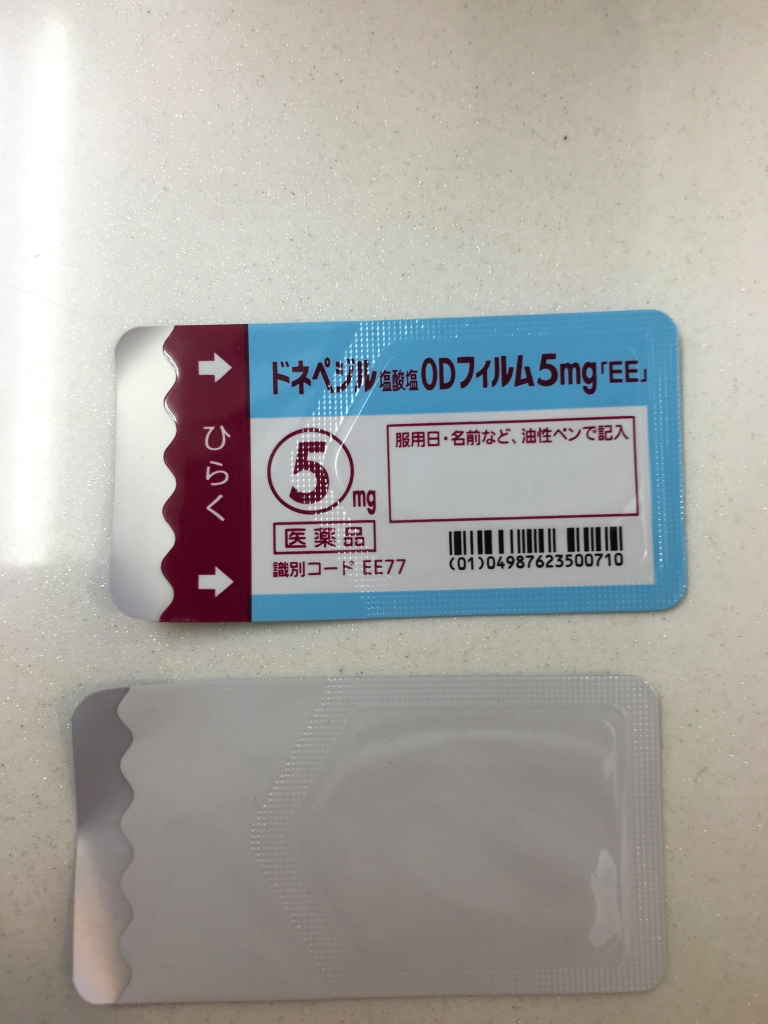 ドネペジル塩酸塩ODフィルム5mg「EE」
ひらく
服用日・名前など、油性ペンで記入
5mg
医薬品
識別コード EE77
(01)04987623500710